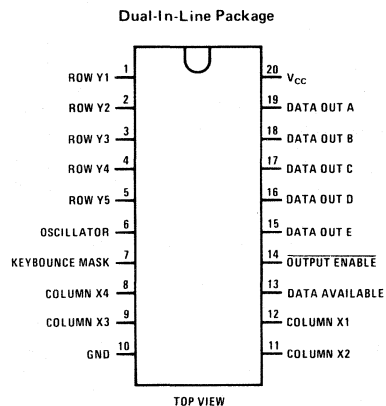 Dual-In-Line Package
ROW Y1 1 20 VCC
ROW Y2 2 19 DATA OUT A
ROW Y3 3 18 DATA OUT B
ROW Y4 4 17 DATA OUT C
ROW Y5 5 16 DATA OUT D
OSCILLATOR 6 15 DATA OUT E
KEYBOUNCE MASK 7 14 OUTPUT ENABLE
COLUMN X4 8 13 DATA AVAILABLE
COLUMN X3 9 12 COLUMN X1
GND 10 11 COLUMN X2
TOP VIEW